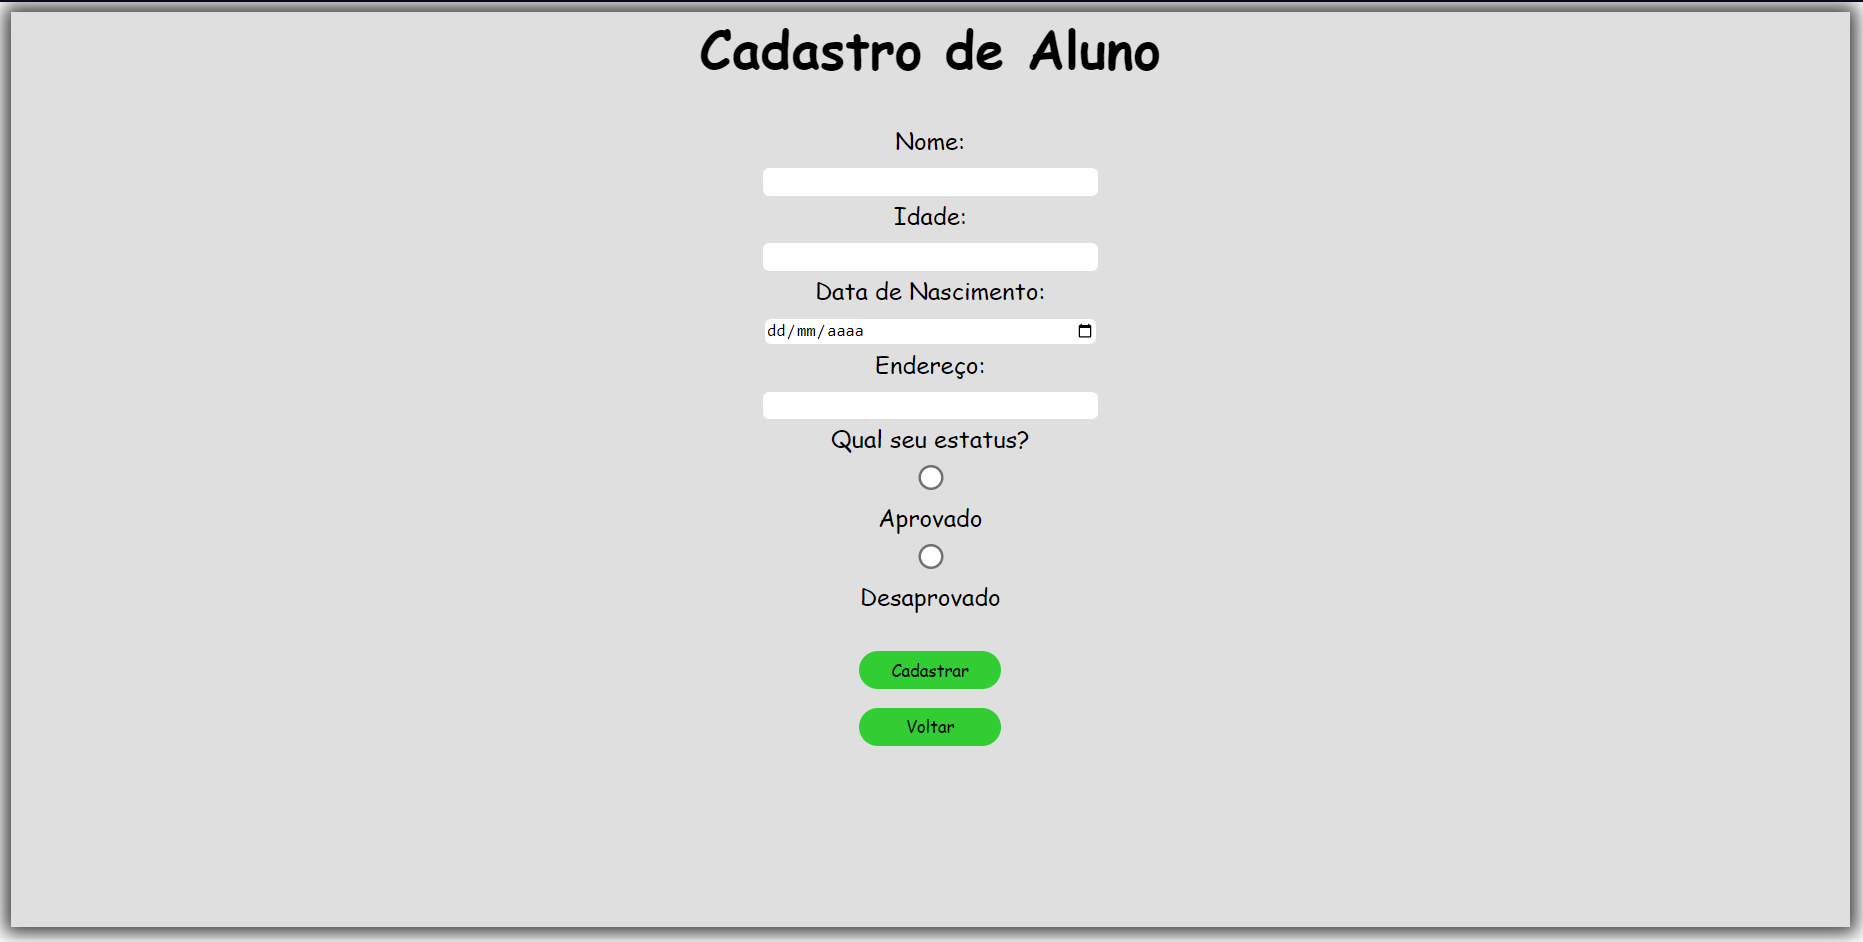 Cadastro de Aluno
Nome:
Idade:
Data de Nascimento:
dd/mm/aaaa
Endereço:
Qual seu estatus?
Aprovado
Desaprovado
Cadastrar
Voltar